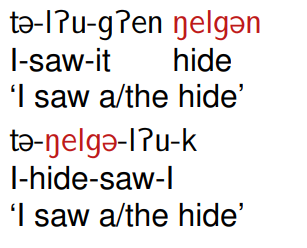 tə-lʔu-gʔen ŋelgən
I-saw-it hide
‘I saw a/the hide’
tə-ŋelgə-lʔu-k
I-hide-saw-I
‘I saw a/the hide’